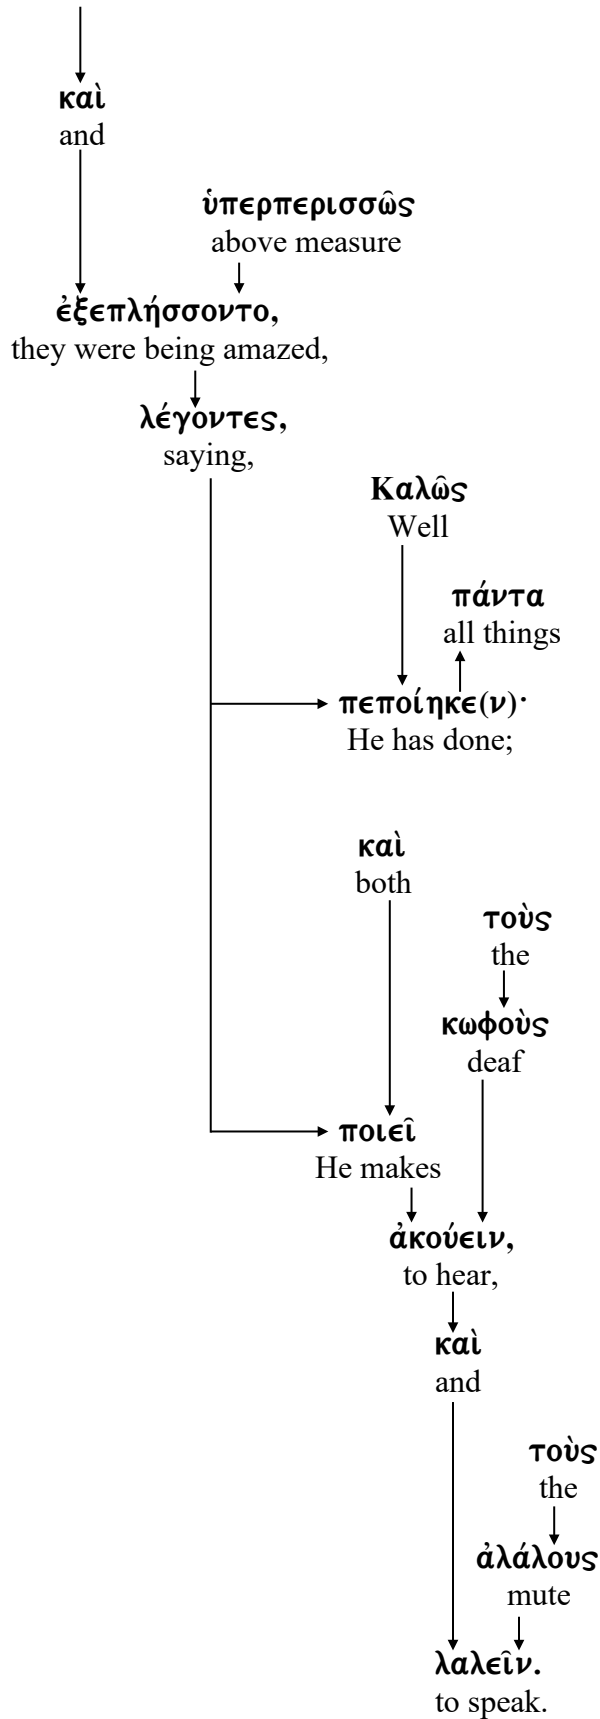 καὶ
and
ὑπερπερισσῶς
above measure
ἐξεπλήσσοντο,
they were being amazed,
λέγοντες,
saying,
Καλῶς
Well
πάντα
all things
πεποίηκε(ν)·
He has done;
καὶ
both
τοὺς
the
κωφοὺς
deaf
ποιεῖ
He makes
ἀκούειν,
to hear,
καὶ
and
τοὺς
the
ἀλάλους
mute
λαλεῖν.
to speak.